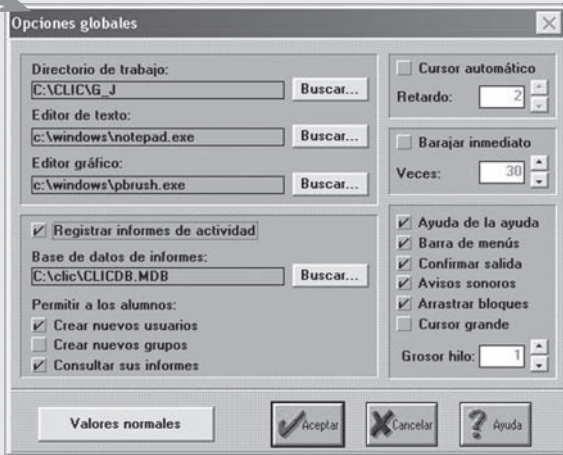 Opciones globales
Directorio de trabajo:
C:\CLIC\G_J
Buscar...
Editor de texto:
c:\windows\notepad.exe
Buscar...
Editor gráfico:
c:\windows\pbrush.exe
Buscar...
Registrar informes de actividad
Base de datos de informes:
C:\clic\CLICDB.MDB
Buscar...
Permitir a los alumnos:
Crear nuevos usuarios
Crear nuevos grupos
Consultar sus informes
Cursor automático
Retardo: 2
Barajar inmediato
Veces: 30
Ayuda de la ayuda
Barra de menús
Confirmar salida
Avisos sonoros
Arrastrar bloques
Cursor grande
Grosor hilo: 1
Valores normales
Aceptar
Cancelar
Ayuda